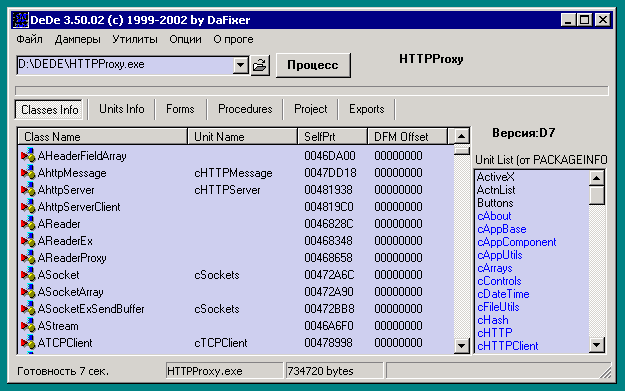 DeDe 3.50.02 (c) 1999-2002 by DaFixer
Файл Дамперы Утилиты Опции О проге
D:\DEDE\HTTPProxy.exe Процесс HTTPProxy
Classes Info Units Info Forms Procedures Project Exports
Версия:D7
Unit List (от PACKAGEINFO
Class Name Unit Name SelfPrt DFM Offset
AHeaderFieldArray 0046DA00 00000000
AhttpMessage cHTTPMessage 0047DD18 00000000
AhttpServer cHTTPServer 00481938 00000000
AhttpServerClient 004819C0 00000000
AReader 0046828C 00000000
AReaderEx 00468348 00000000
AReaderProxy 00468658 00000000
ASocket cSockets 00472A6C 00000000
ASocketArray 00472A90 00000000
ASocketExSendBuffer cSockets 00472BB8 00000000
AStream 0046A6F0 00000000
ATCPClient cTCPClient 00478998 00000000
ActiveX
ActnList
Buttons
cAbout
cAppBase
cAppComponent
cAppUtils
cArrays
cControls
cDateTime
cFileUtils
cHash
cHTTP
cHTTPClient
Готовность 7 сек. HTTPProxy.exe 734720 bytes